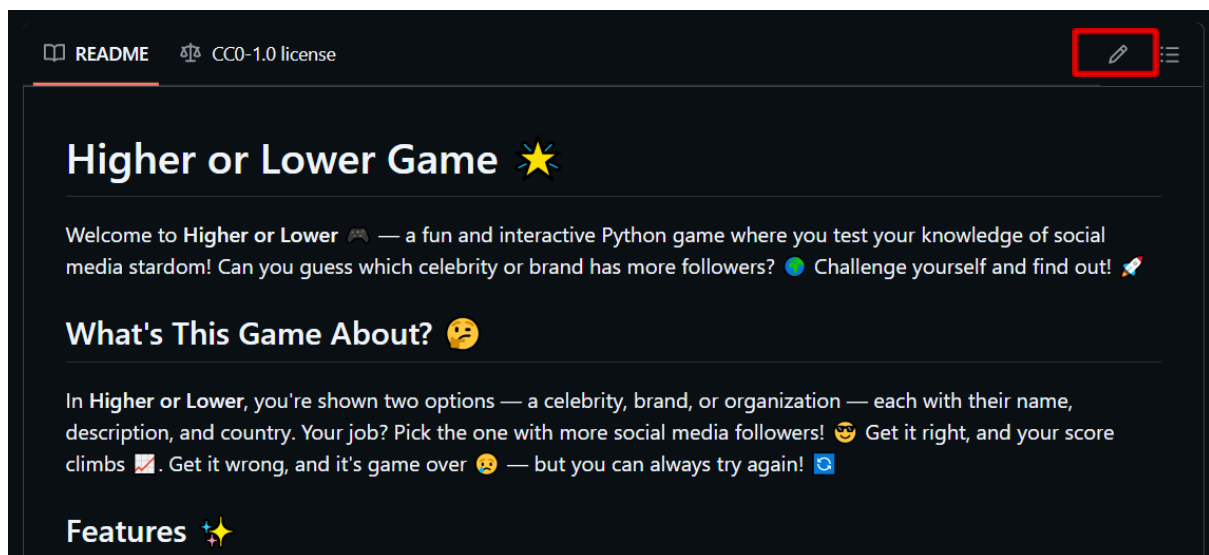 README CC0-1.0 license
Higher or Lower Game 🌟
Welcome to Higher or Lower 🎮 — a fun and interactive Python game where you test your knowledge of social
media stardom! Can you guess which celebrity or brand has more followers? 🌍 Challenge yourself and find out! 🚀
What's This Game About? 🤔
In Higher or Lower, you're shown two options — a celebrity, brand, or organization — each with their name,
description, and country. Your job? Pick the one with more social media followers! 😎 Get it right, and your score
climbs 📈. Get it wrong, and it's game over 😢 — but you can always try again! 🔄
Features ✨